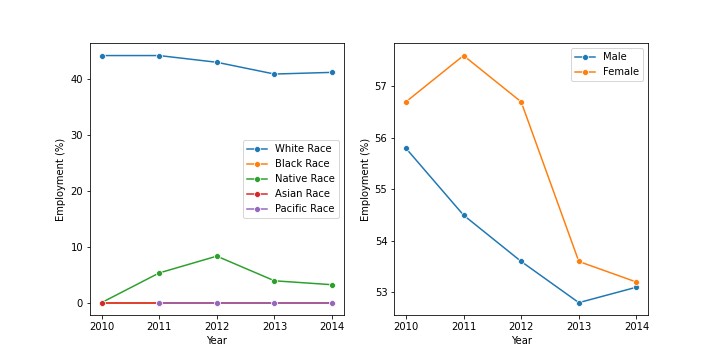 40
30
20
10
0
Employment (%)
2010 2011 2012 2013 2014
Year
White Race
Black Race
Native Race
Asian Race
Pacific Race
57
56
55
54
53
Employment (%)
2010 2011 2012 2013 2014
Year
Male
Female